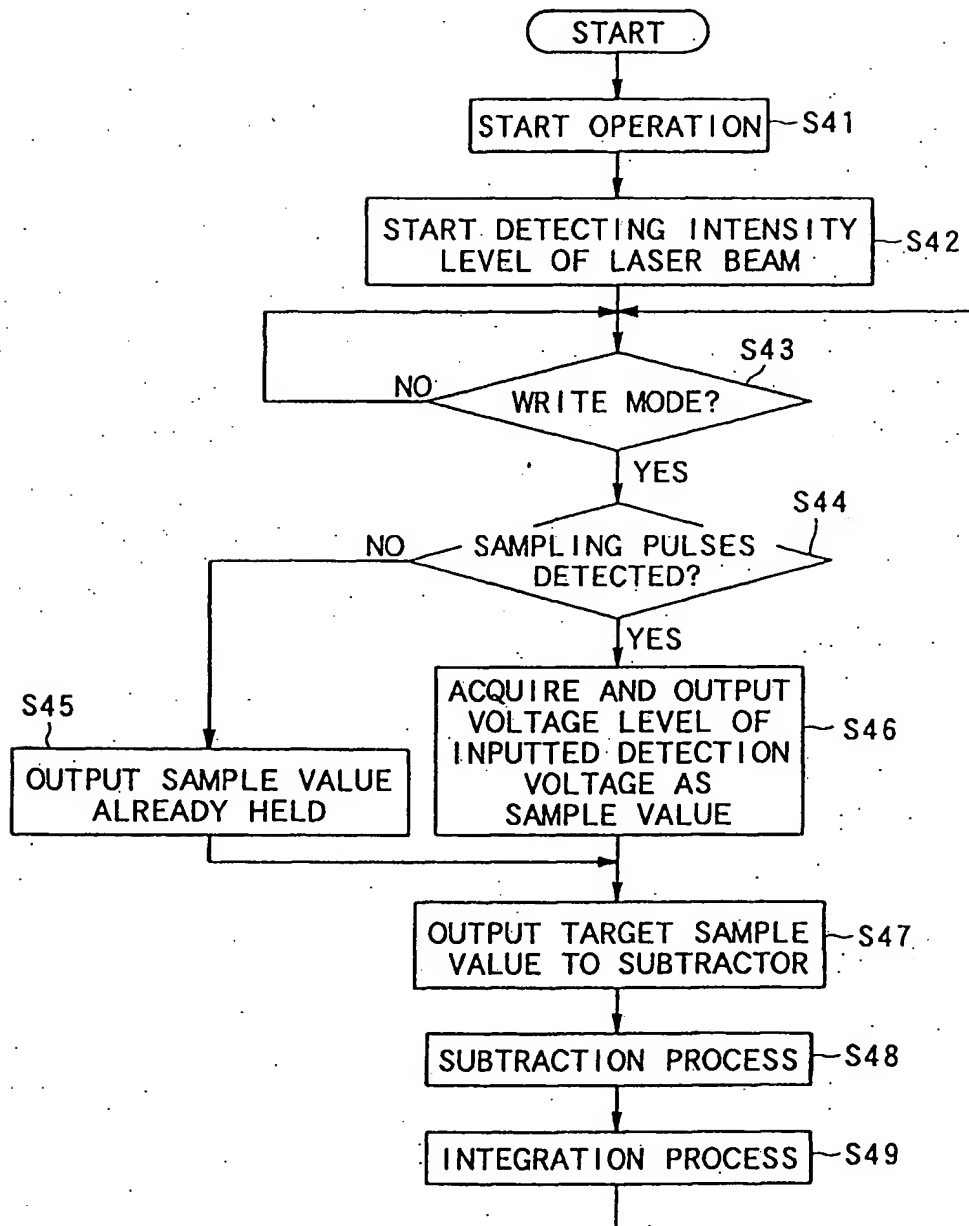 START
START OPERATION
S41
START DETECTING INTENSITY
LEVEL OF LASER BEAM
S42
S43
NO
WRITE MODE?
YES
S44
NO
SAMPLING PULSES
DETECTED?
YES
S45
OUTPUT SAMPLE VALUE
ALREADY HELD
ACQUIRE AND OUTPUT
VOLTAGE LEVEL OF
INPUTTED DETECTION
VOLTAGE AS
SAMPLE VALUE
S46
OUTPUT TARGET SAMPLE
VALUE TO SUBTRACTOR
S47
SUBTRACTION PROCESS
S48
INTEGRATION PROCESS
S49